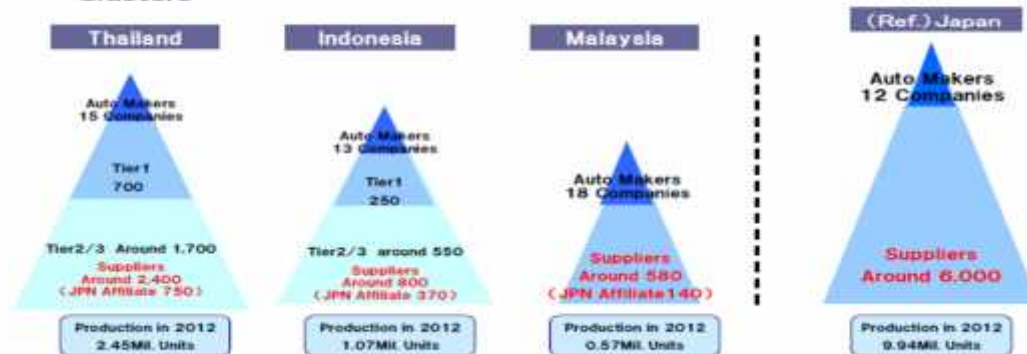 Thailand
Auto Makers
15 Companies
Tier1
700
Tier2/3 Around 1.700
Suppliers
Around 2,400
(JPN Affiliate 750)
Production in 2012
2.45Mil. Units
Indonesia
Auto Makers
13 Companies
Tier1
250
Tier2/3 around 550
Suppliers
Around 800
(JPN Affiliate 370)
Production in 2012
1.07Mil. Units
Malaysia
Auto Makers
18 Companies
Suppliers
Around 580
(JPN Affiliate 140)
Production in 2012
0.57Mil. Units
(Ref.) Japan
Auto Makers
12 Companies
Suppliers
Around 6.000
Production in 2012
9.94Mil. Units